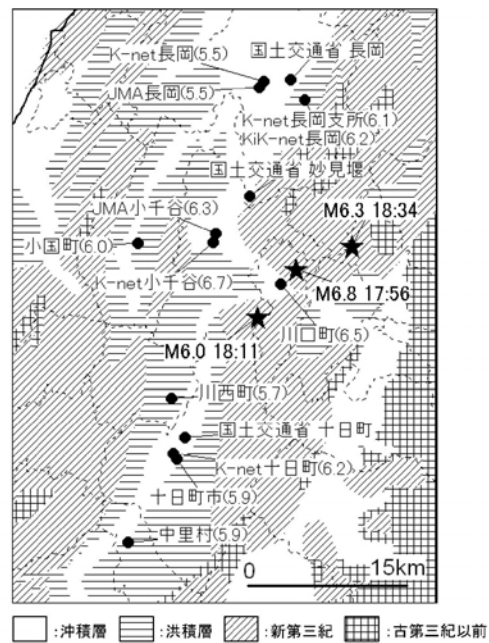 K-net長岡(5.5)
国土交通省 長岡
JMA長岡(5.5)
K-net長岡支所(6.1)
KiK-net長岡(6.2)
国土交通省 妙見堰
JMA小千谷(6.3)
M6.3 18:34
小国町(6.0)
K-net小千谷(6.7)
M6.8 17:56
川口町(6.5)
M6.0 18:11
川西町(5.7)
国土交通省 十日町
K-net十日町(6.2)
十日町市(5.9)
中里村(5.9)
0 15km
:沖積層 :洪積層 :新第三紀 :古第三紀以前